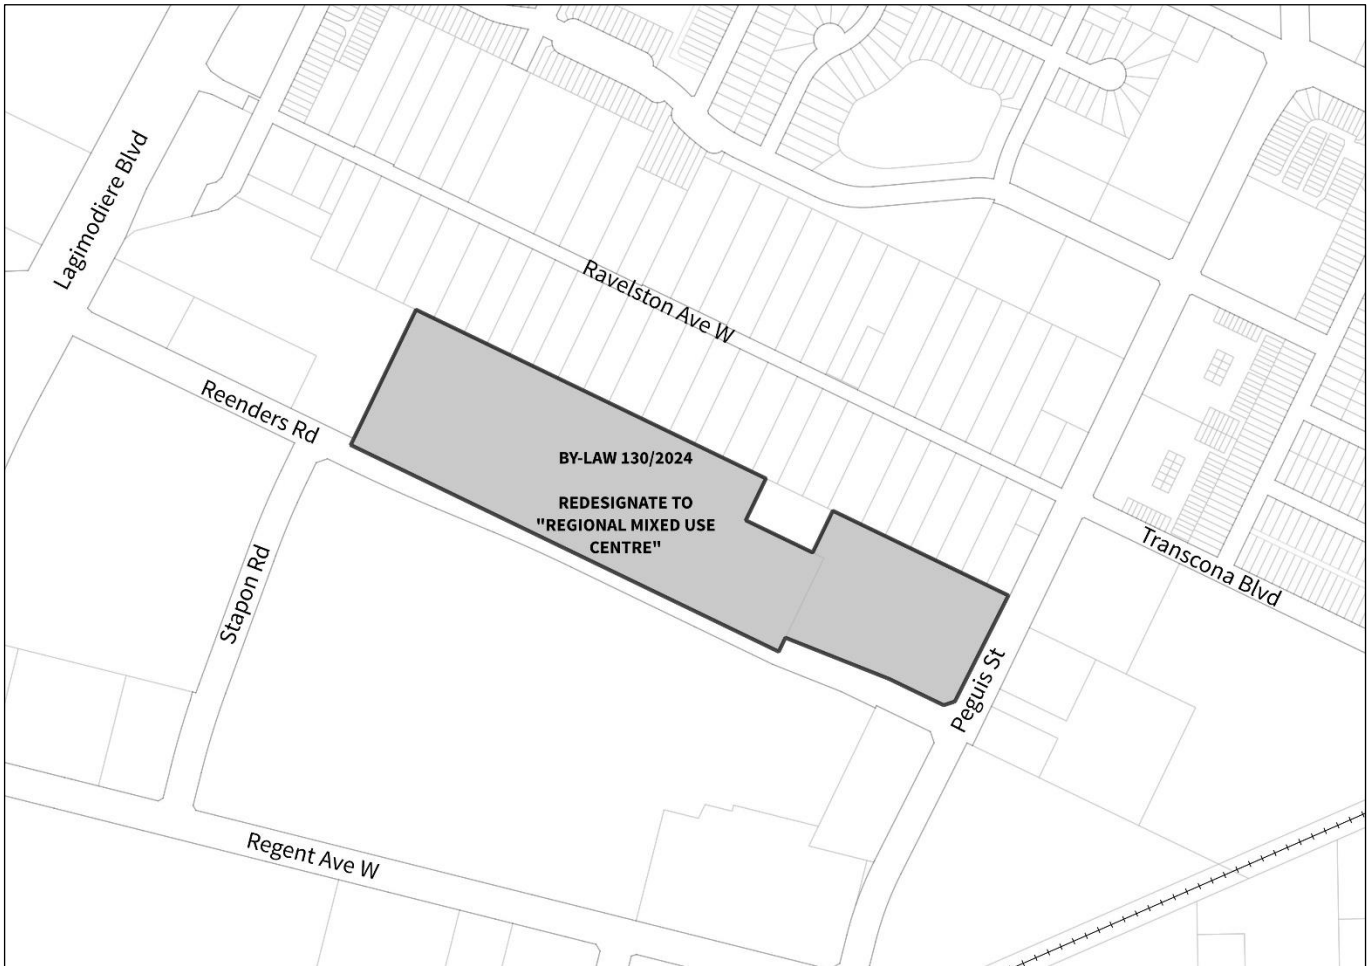 Lagimodiere Blvd
Ravelston Ave W
Reenders Rd
BY-LAW 130/2024
REDESIGNATE TO
"REGIONAL MIXED USE
CENTRE"
Stapon Rd
Transcona Blvd
Peguis St
Regent Ave W